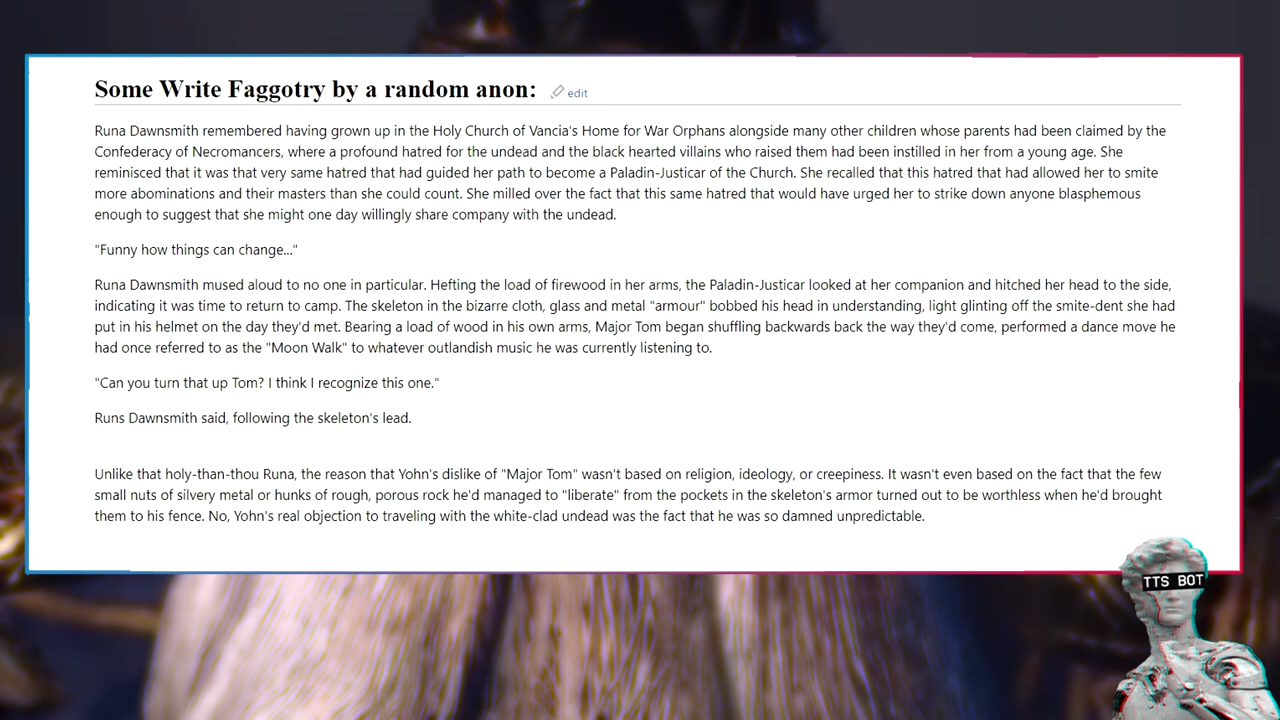 Some Write Faggotry by a random anon: edit
Runa Dawnsmith remembered having grown up in the Holy Church of Vancia's Home for War Orphans alongside many other children whose parents had been claimed by the
Confederacy of Necromancers, where a profound hatred for the undead and the black hearted villains who raised them had been instilled in her from a young age. She
reminisced that it was that very same hatred that had guided her path to become a Paladin-Justicar of the Church. She recalled that this hatred that had allowed her to smite
more abominations and their masters than she could count. She milled over the fact that this same hatred that would have urged her to strike down anyone blasphemous
enough to suggest that she might one day willingly share company with the undead.
"Funny how things can change..."
Runa Dawnsmith mused aloud to no one in particular. Hefting the load of firewood in her arms, the Paladin-Justicar looked at her companion and hitched her head to the side,
indicating it was time to return to camp. The skeleton in the bizarre cloth, glass and metal "armour" bobbed his head in understanding, light glinting off the smite-dent she had
put in his helmet on the day they'd met. Bearing a load of wood in his own arms, Major Tom began shuffling backwards back the way they'd come, performed a dance move he
had once referred to as the "Moon Walk" to whatever outlandish music he was currently listening to.
"Can you turn that up Tom? I think I recognize this one."
Runs Dawnsmith said, following the skeleton's lead.
Unlike that holy-than-thou Runa, the reason that Yohn's dislike of "Major Tom" wasn't based on religion, ideology, or creepiness. It wasn't even based on the fact that the few
small nuts of silvery metal or hunks of rough, porous rock he'd managed to "liberate" from the pockets in the skeleton's armor turned out to be worthless when he'd brought
them to his fence. No, Yohn's real objection to traveling with the white-clad undead was the fact that he was so damned unpredictable.
TTS BOT